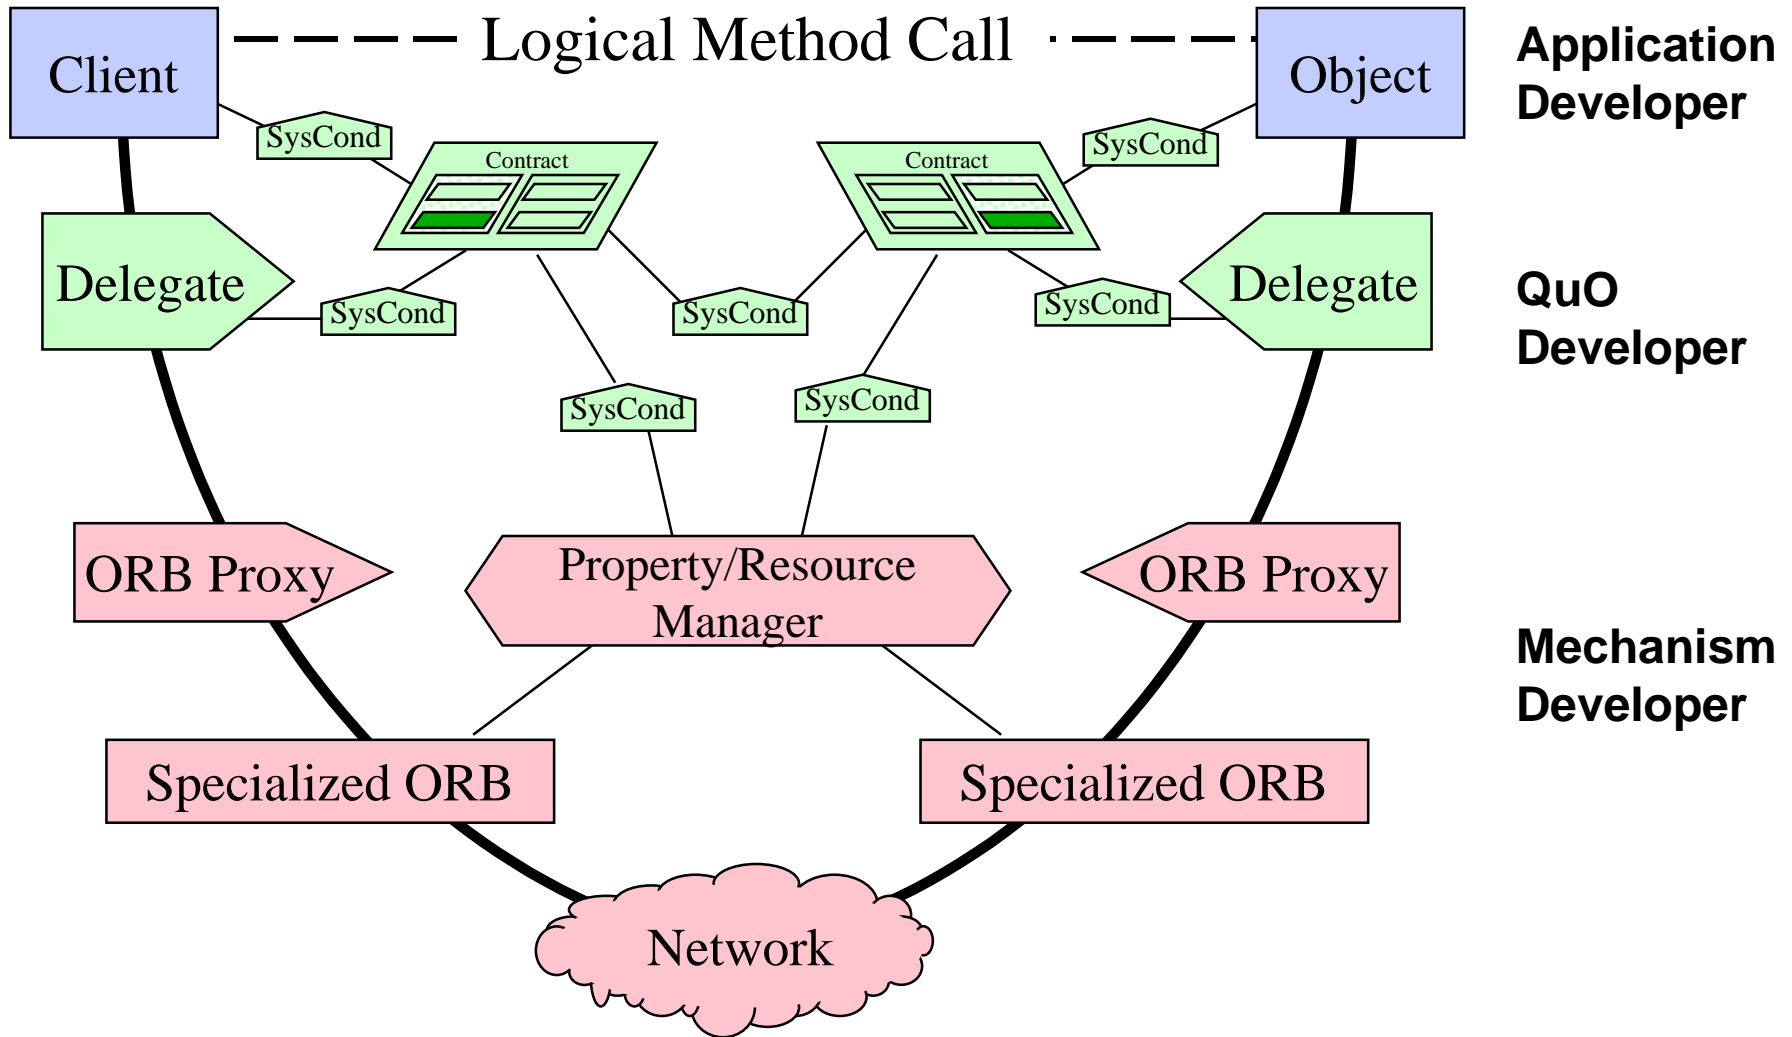 Client
Logical Method Call
Object
Application
Developer
SysCond
SysCond
Contract
Contract
Delegate
SysCond
SysCond
SysCond
Delegate
QuO
Developer
SysCond
SysCond
ORB Proxy
Property/Resource
Manager
ORB Proxy
Mechanism
Developer
Specialized ORB
Specialized ORB
Network